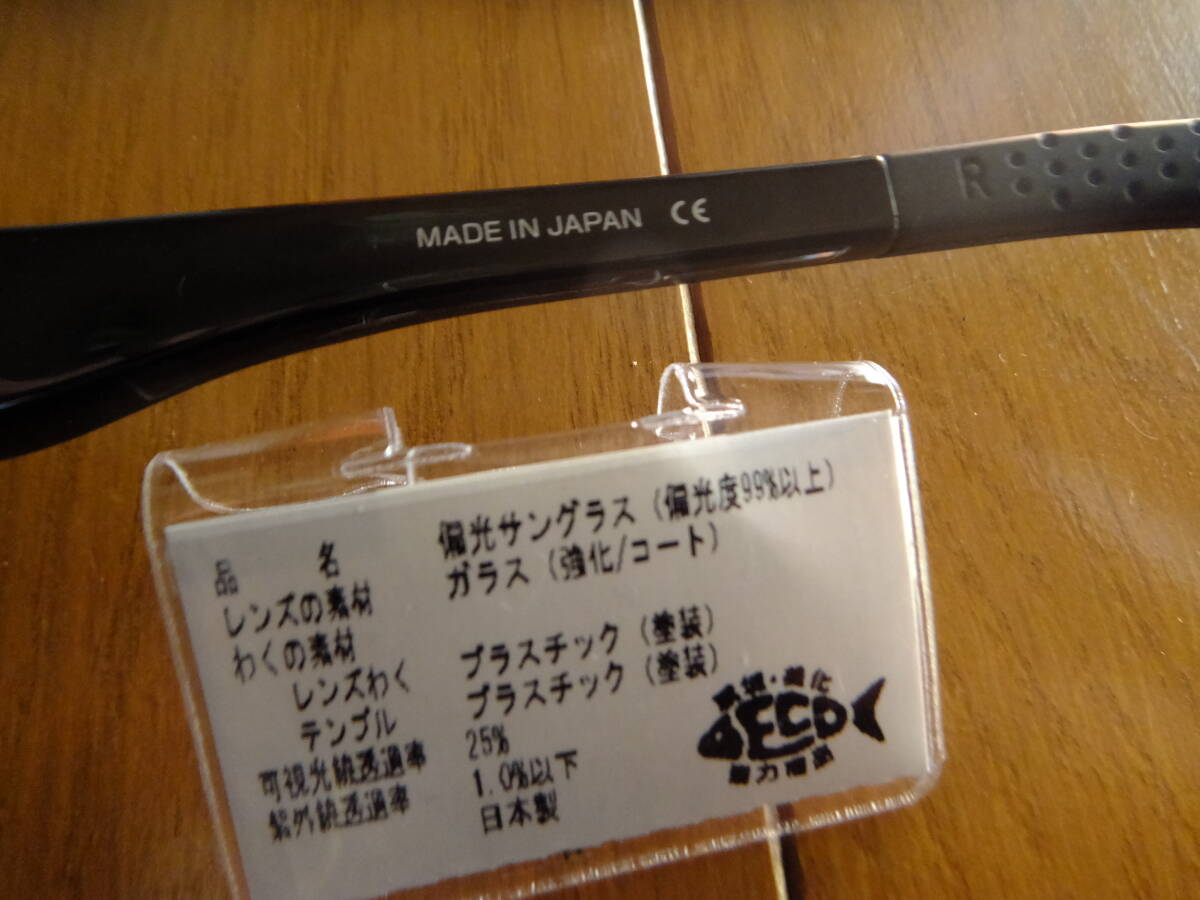 MADE IN JAPAN CE
R
品 名 偏光サングラス（偏光度99%以上）
レンズの素材 ガラス（強化/コート）
わくの素材
レンズわく プラスチック（塗装）
テンプル プラスチック（塗装）
可視光線透過率 25%
紫外線透過率 1.0%以下
日本製
ECO
協力商品